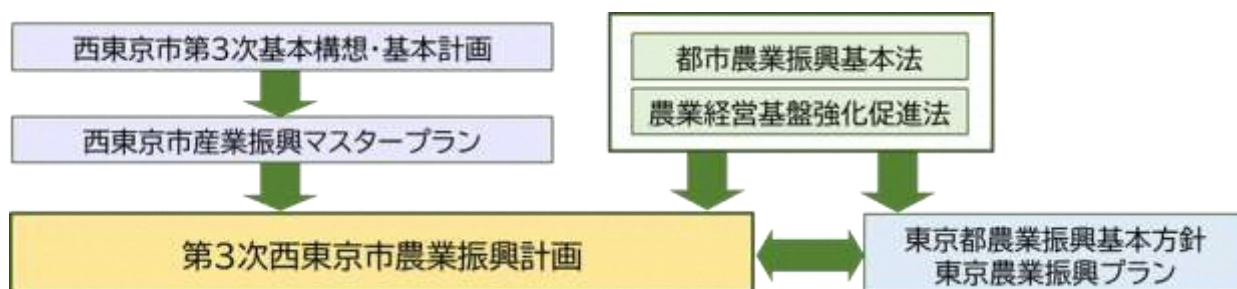 西東京市第3次基本構想・基本計画
都市農業振興基本法
農業経営基盤強化促進法
西東京市産業振興マスタープラン
第3次西東京市農業振興計画
東京都農業振興基本方針
東京農業振興プラン